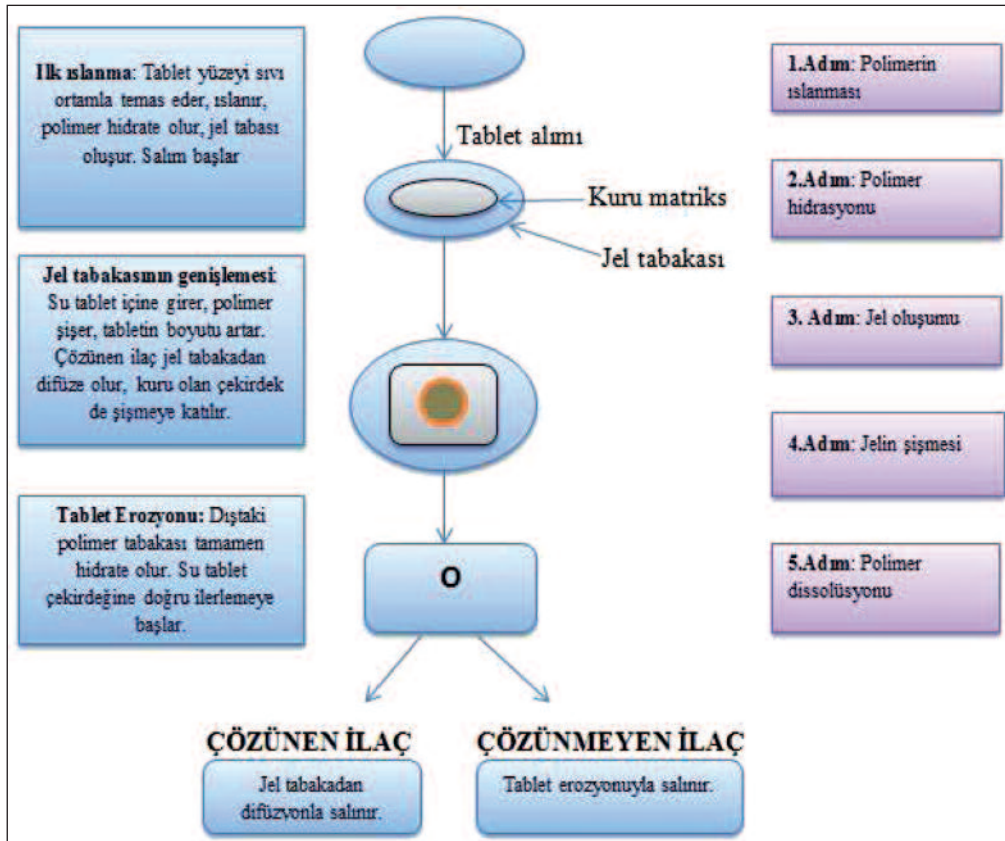 İlk ıslanma: Tablet yüzeyi sıvı
ortamla temas eder, ıslanır,
polimer hidrate olur, jel tabası
oluşur. Salım başlar
Jel tabakasının genişlemesi:
Su tablet içine girer, polimer
şişer, tabletin boyutu artar.
Çözünen ilaç jel tabakadan
difüze olur, kuru olan çekirdek
de şişmeye katılır.
Tablet Erozyonu: Dıştaki
polimer tabakası tamamen
hidrate olur. Su tablet
çekirdeğine doğru ilerlemeye
başlar.
Tablet alımı
Kuru matriks
Jel tabakası
O
ÇÖZÜNEN İLAÇ
Jel tabakadan
difüzyonla salınır.
ÇÖZÜNMEYEN İLAÇ
Tablet erozyonuyla salınır.
1.Adım: Polimerin
ıslanması
2.Adım: Polimer
hidrasyonu
3. Adım: Jel oluşumu
4.Adım: Jelin şişmesi
5.Adım: Polimer
dissolüsyonu